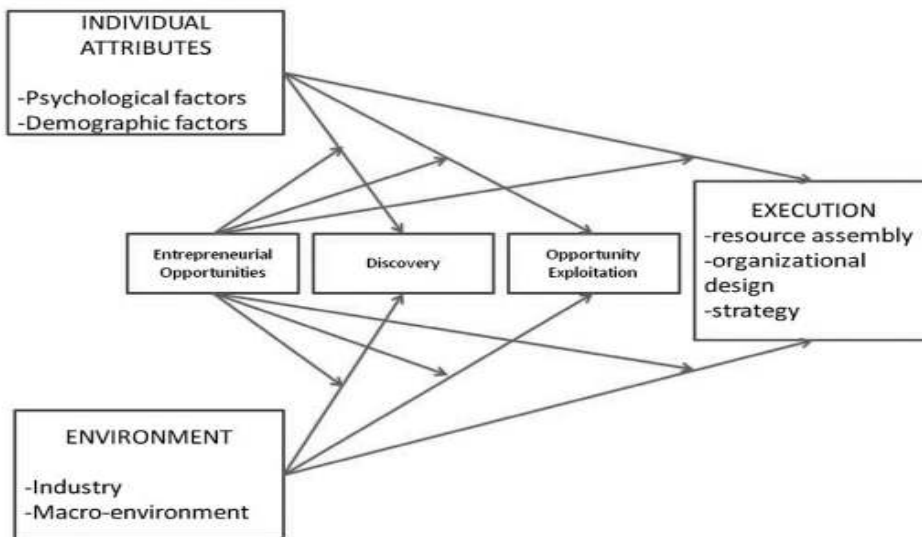 INDIVIDUAL
ATTRIBUTES
-Psychological factors
-Demographic factors
Entrepreneurial
Opportunities
Discovery
Opportunity
Exploitation
EXECUTION
-resource assembly
-organizational
design
-strategy
ENVIRONMENT
-Industry
-Macro-environment